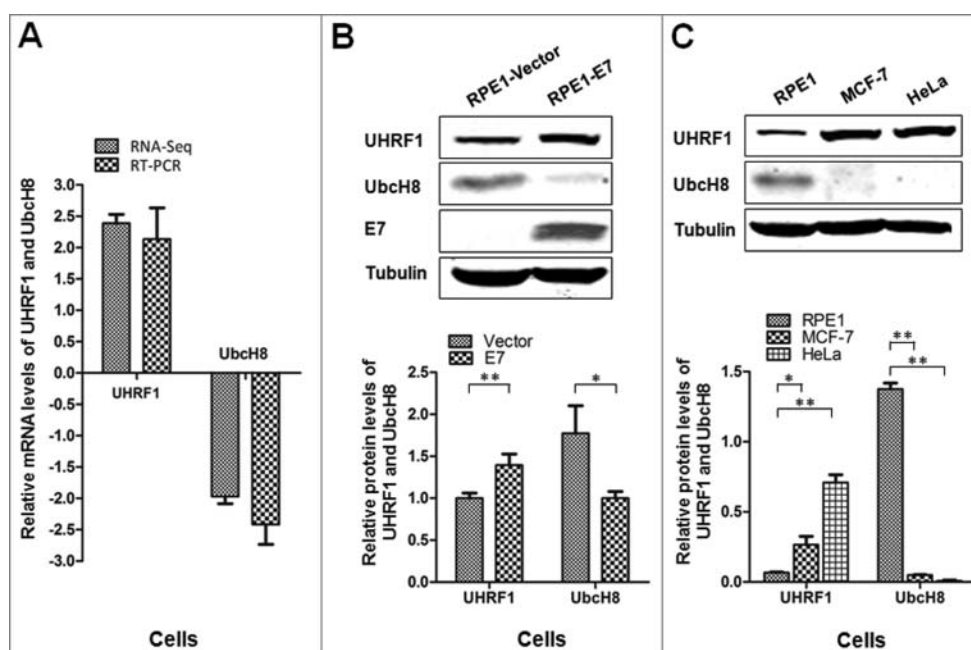 A
RNA-Seq
RT-PCR
Relative mRNA levels of UHRF1 and UbcH8
3.0
2.5
2.0
1.5
1.0
0.5
0.0
-0.5
-1.0
-1.5
-2.0
-2.5
-3.0
UHRF1
UbcH8
Cells
B
RPE1-Vector
RPE1-E7
UHRF1
UbcH8
E7
Tubulin
Vector
E7
Relative protein levels of
UHRF1 and UbcH8
2.5
2.0
1.5
1.0
0.5
0.0
**
*
UHRF1
UbcH8
Cells
C
RPE1
MCF-7
HeLa
UHRF1
UbcH8
Tubulin
RPE1
MCF-7
HeLa
Relative protein levels of
UHRF1 and UbcH8
1.5
1.0
0.5
0.0
*
**
**
**
UHRF1
UbcH8
Cells